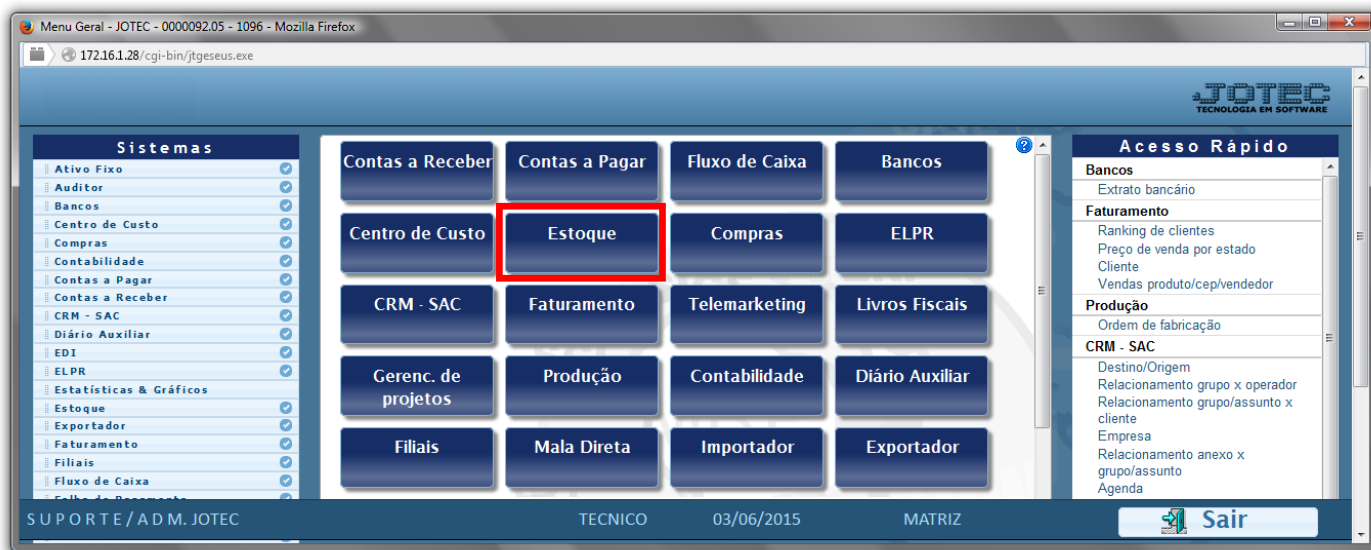 Menu Geral - JOTEC - 0000092.05 - 1096 - Mozilla Firefox
172.16.1.28/cgi-bin/jtgeseus.exe
JOTEC
TECNOLOGIA EM SOFTWARE
Sistemas
Ativo Fixo
Auditor
Bancos
Centro de Custo
Compras
Contabilidade
Contas a Pagar
Contas a Receber
CRM - SAC
Diário Auxiliar
EDI
ELPR
Estatísticas & Gráficos
Estoque
Exportador
Faturamento
Filiais
Fluxo de Caixa
Contas a Receber
Contas a Pagar
Fluxo de Caixa
Bancos
Centro de Custo
Estoque
Compras
ELPR
CRM - SAC
Faturamento
Telemarketing
Livros Fiscais
Gerenc. de
projetos
Produção
Contabilidade
Diário Auxiliar
Filiais
Mala Direta
Importador
Exportador
Acesso Rápido
Bancos
Extrato bancário
Faturamento
Ranking de clientes
Preço de venda por estado
Cliente
Vendas produto/cep/vendedor
Produção
Ordem de fabricação
CRM - SAC
Destino/Origem
Relacionamento grupo x operador
Relacionamento grupo/assunto x
cliente
Empresa
Relacionamento anexo x
grupo/assunto
Agenda
SUPORTE/ADM. JOTEC
TECNICO
03/06/2015
MATRIZ
Sair